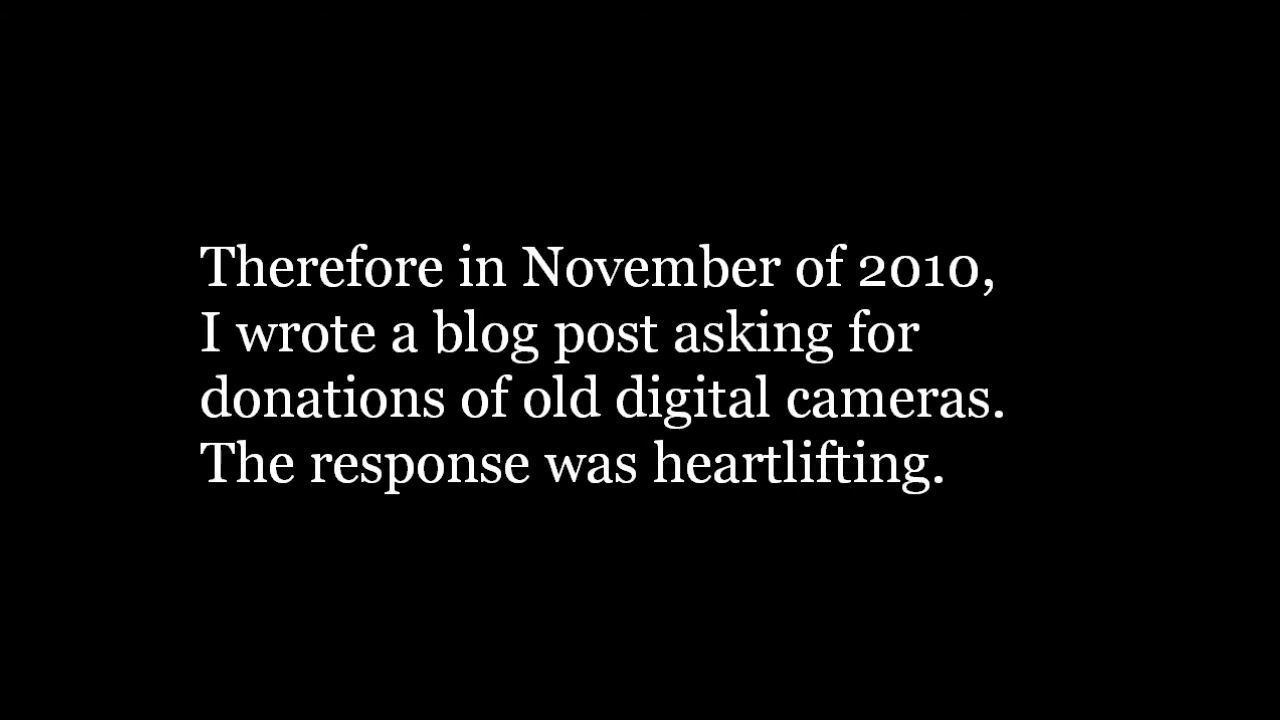 Therefore in November of 2010,
I wrote a blog post asking for
donations of old digital cameras.
The response was heartlifting.